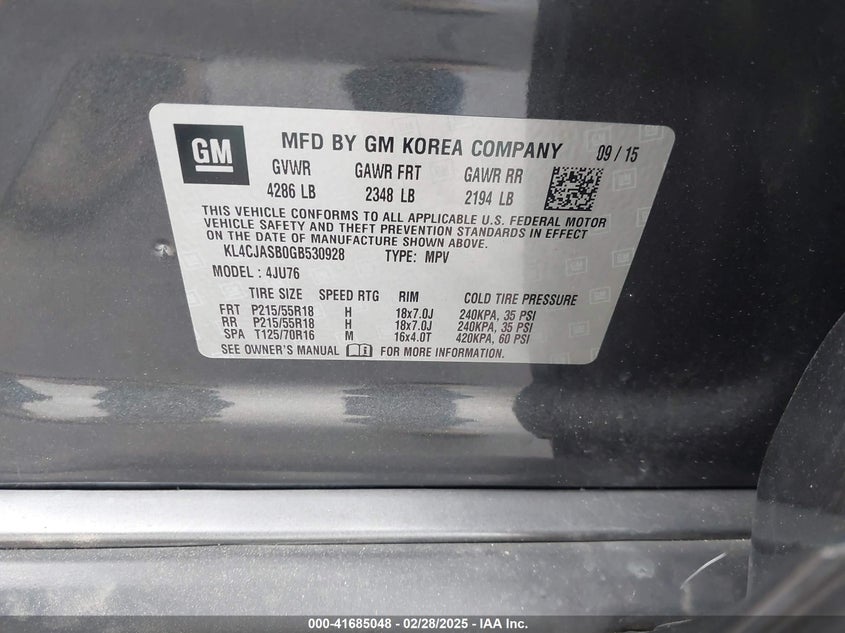 GM MFD BY GM KOREA COMPANY 09 / 15
GVWR GAWR FRT GAWR RR
4286 LB 2348 LB 2194 LB
THIS VEHICLE CONFORMS TO ALL APPLICABLE U.S. FEDERAL MOTOR
VEHICLE SAFETY AND THEFT PREVENTION STANDARDS IN EFFECT
ON THE DATE OF MANUFACTURE SHOWN ABOVE.
KL4CJASB0GB530928 TYPE: MPV
MODEL : 4JU76
TIRE SIZE SPEED RTG RIM COLD TIRE PRESSURE
FRT P215/55R18 H 18x7.0J 240KPA, 35 PSI
RR P215/55R18 H 18x7.0J 240KPA, 35 PSI
SPA T125/70R16 M 16x4.0T 420KPA, 60 PSI
SEE OWNER'S MANUAL FOR MORE INFORMATION.
000-41685048 - 02/28/2025 - © IAA Inc.